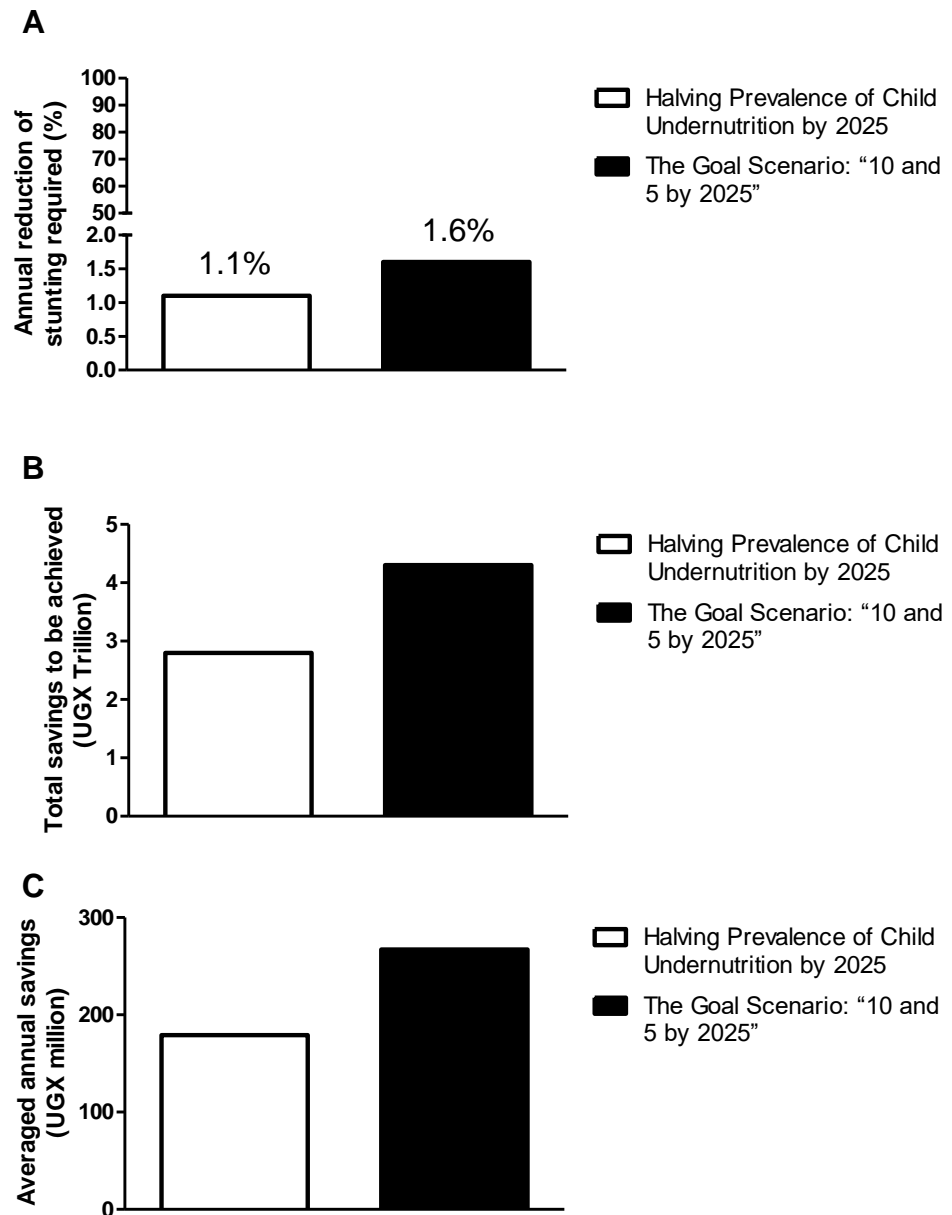 A
Annual reduction of
stunting required (%)
100
90
80
70
60
50
2.0
1.5
1.0
0.5
0.0
1.1%
1.6%
Halving Prevalence of Child
Undernutrition by 2025
The Goal Scenario: “10 and
5 by 2025”
B
Total savings to be achieved
(UGX Trillion)
5
4
3
2
1
0
Halving Prevalence of Child
Undernutrition by 2025
The Goal Scenario: “10 and
5 by 2025”
C
Averaged annual savings
(UGX million)
300
200
100
0
Halving Prevalence of Child
Undernutrition by 2025
The Goal Scenario: “10 and
5 by 2025”